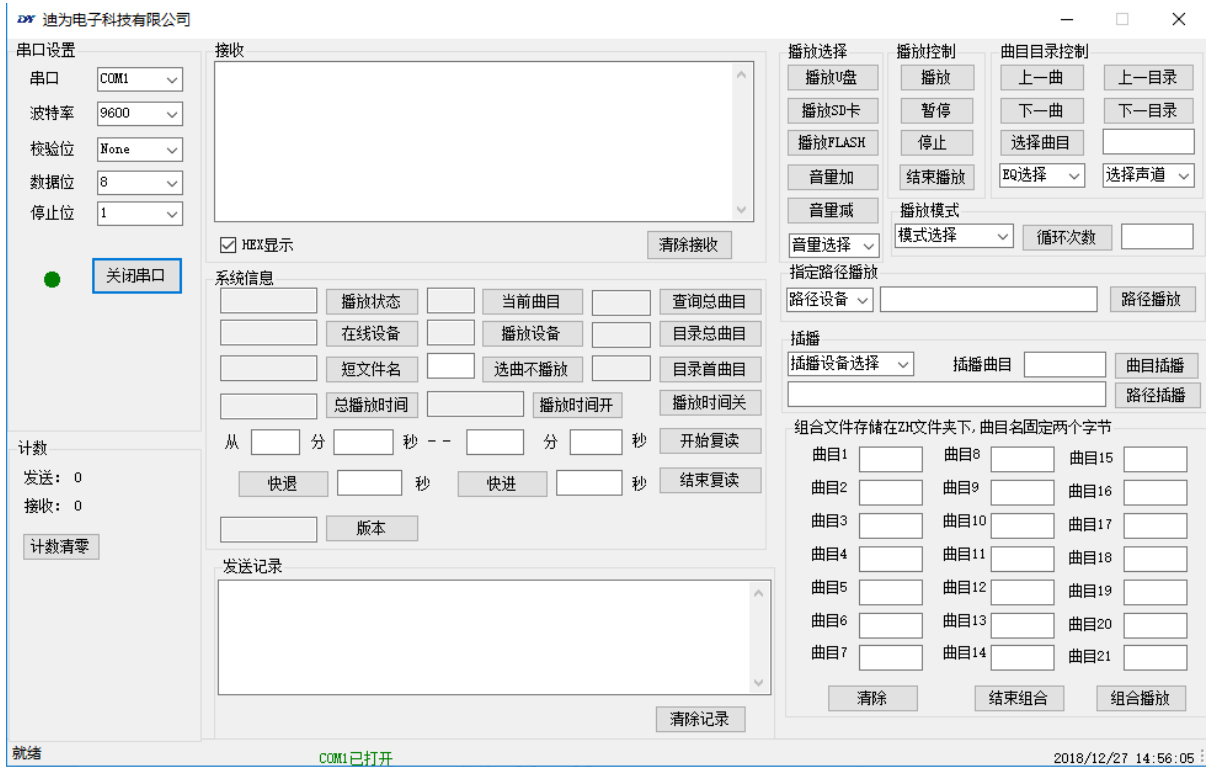 DY 迪为电子科技有限公司
串口设置
串口 COM1
波特率 9600
校验位 None
数据位 8
停止位 1
关闭串口
计数
发送: 0
接收: 0
计数清零
接收
HEX显示 清除接收
系统信息
播放状态 当前曲目 查询总曲目
在线设备 播放设备 目录总曲目
短文件名 选曲不播放 目录首曲目
总播放时间 播放时间开 播放时间关
从 分 秒 -- 分 秒 开始复读
快退 秒 快进 秒 结束复读
版本
发送记录
清除记录
播放选择
播放U盘
播放SD卡
播放FLASH
音量加
音量减
音量选择
播放控制
播放
暂停
停止
结束播放
曲目目录控制
上一曲 上一目录
下一曲 下一目录
选择曲目
EQ选择 选择声道
播放模式
模式选择 循环次数
指定路径播放
路径设备 路径播放
插播
插播设备选择 插播曲目 曲目插播
路径插播
组合文件存储在ZH文件夹下,曲目名固定两个字节
曲目1 曲目8 曲目15
曲目2 曲目9 曲目16
曲目3 曲目10 曲目17
曲目4 曲目11 曲目18
曲目5 曲目12 曲目19
曲目6 曲目13 曲目20
曲目7 曲目14 曲目21
清除 结束组合 组合播放
就绪 COM1已打开 2018/12/27 14:56:05